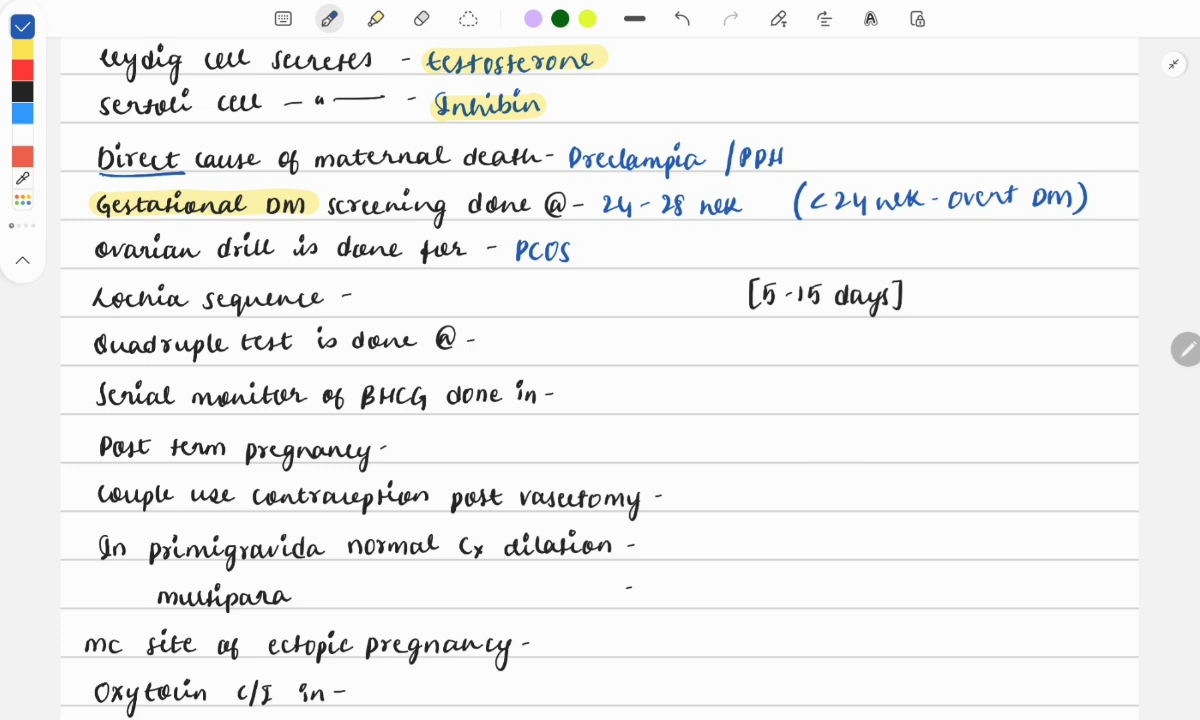 Leydig cell secretes - testosterone
Sertoli cell — " —— - Inhibin
Direct cause of maternal death - Preclampia / PPH
Gestational DM screening done @ - 24 - 28 wek (< 24 wek - overt DM)
Ovarian drill is done for - PCOS
Lochia sequence - [5 - 15 days]
Quadruple test is done @ -
Serial monitor of BHCG done in -
Post term pregnancy -
Couple use contraception post vasectomy -
In primigravida normal Cx dilation -
multipara -
mc site of ectopic pregnancy -
Oxytocin C/I in -